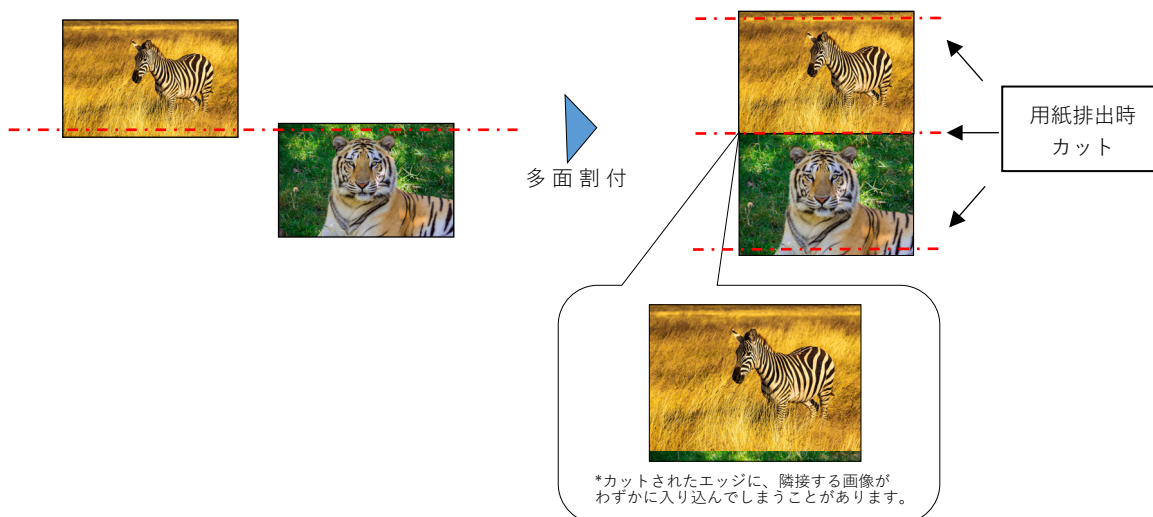 多面割付
用紙排出時
カット
*カットされたエッジに、隣接する画像が
わずかに入り込んでしまうことがあります。